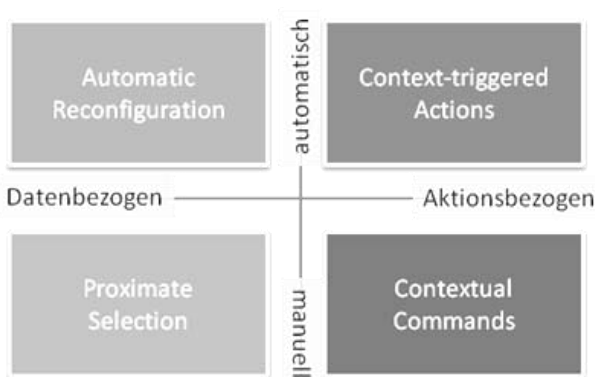 automatisch
Automatic
Reconfiguration
Context-triggered
Actions
Datenbezogen
Aktionsbezogen
Proximate
Selection
manuell
Contextual
Commands